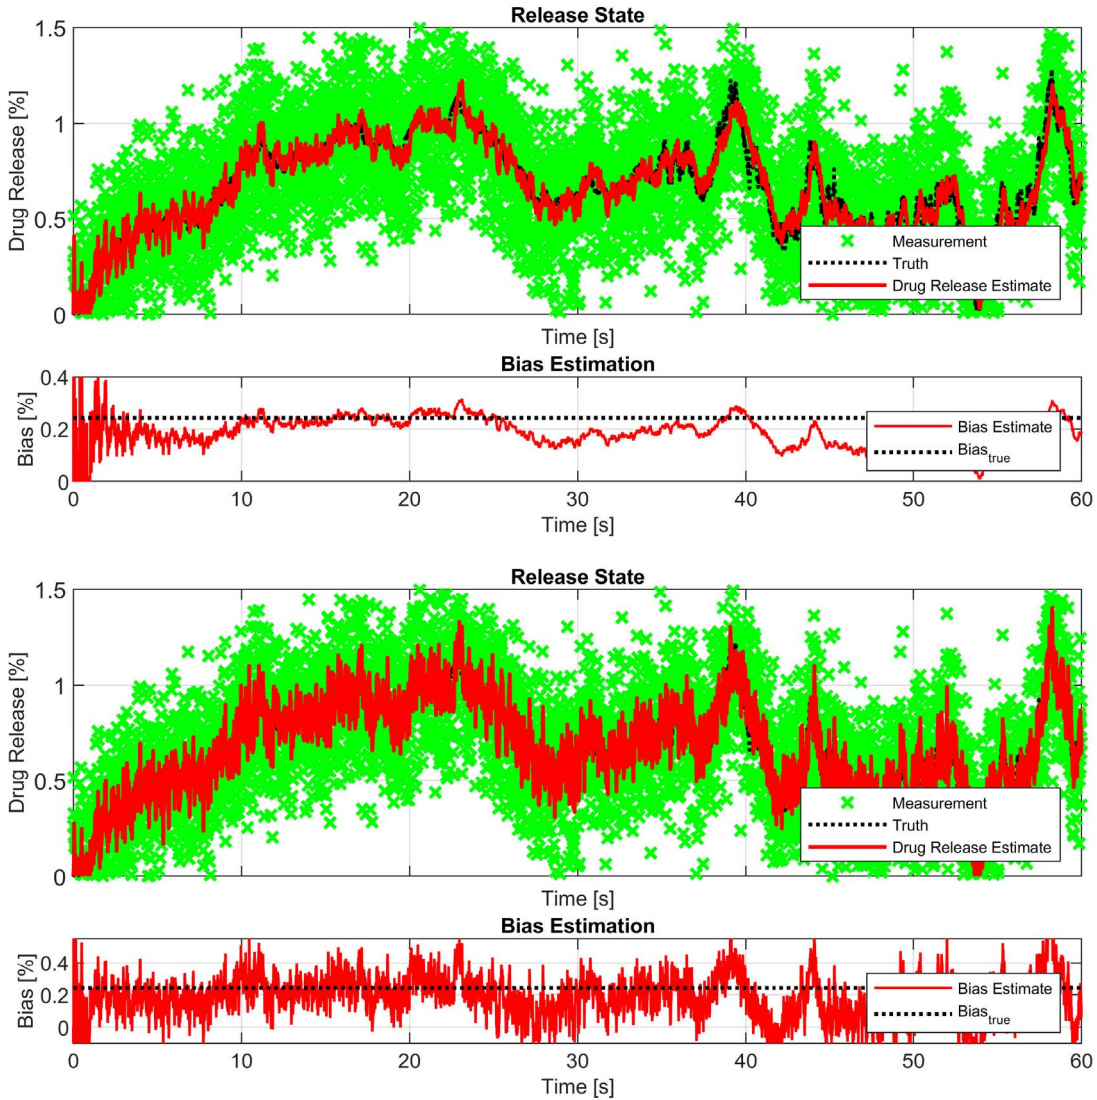 Release State
Drug Release [%]
1.5
1
0.5
0
Measurement
Truth
Drug Release Estimate
Time [s]
Bias Estimation
Bias [%]
0.4
0.2
0
Bias Estimate
Bias_true
0 10 20 30 40 50 60
Time [s]
Release State
Drug Release [%]
1.5
1
0.5
0
Measurement
Truth
Drug Release Estimate
Time [s]
Bias Estimation
Bias [%]
0.4
0.2
0
Bias Estimate
Bias_true
0 10 20 30 40 50 60
Time [s]